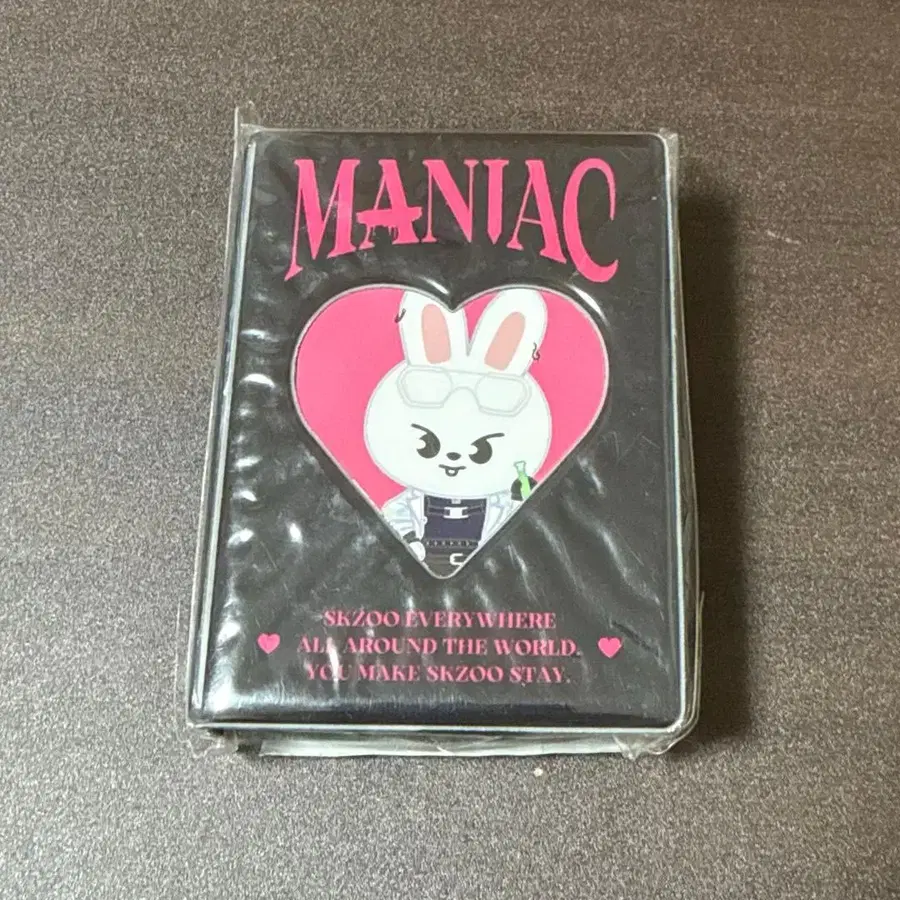 MANIAC
SKZOO EVERYWHERE
ALL AROUND THE WORLD.
YOU MAKE SKZOO STAY.